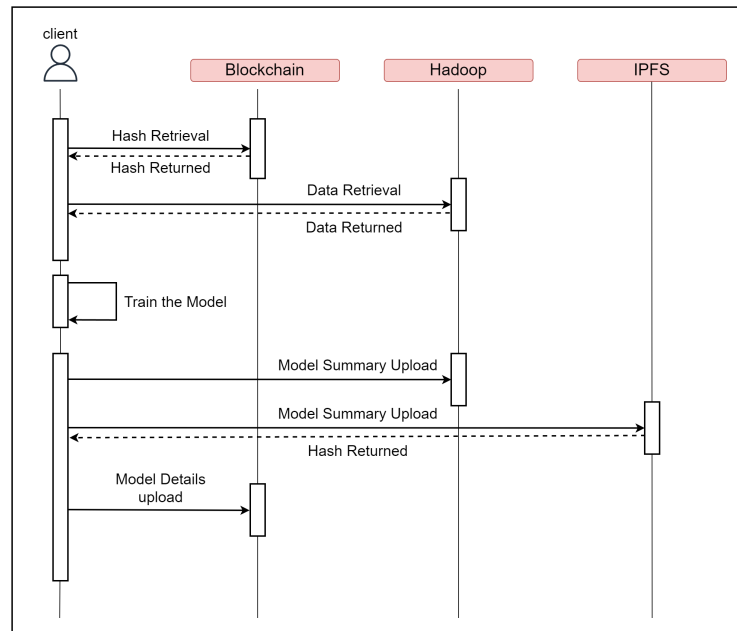 client
Blockchain
Hadoop
IPFS
Hash Retrieval
Hash Returned
Data Retrieval
Data Returned
Train the Model
Model Summary Upload
Model Summary Upload
Hash Returned
Model Details
upload